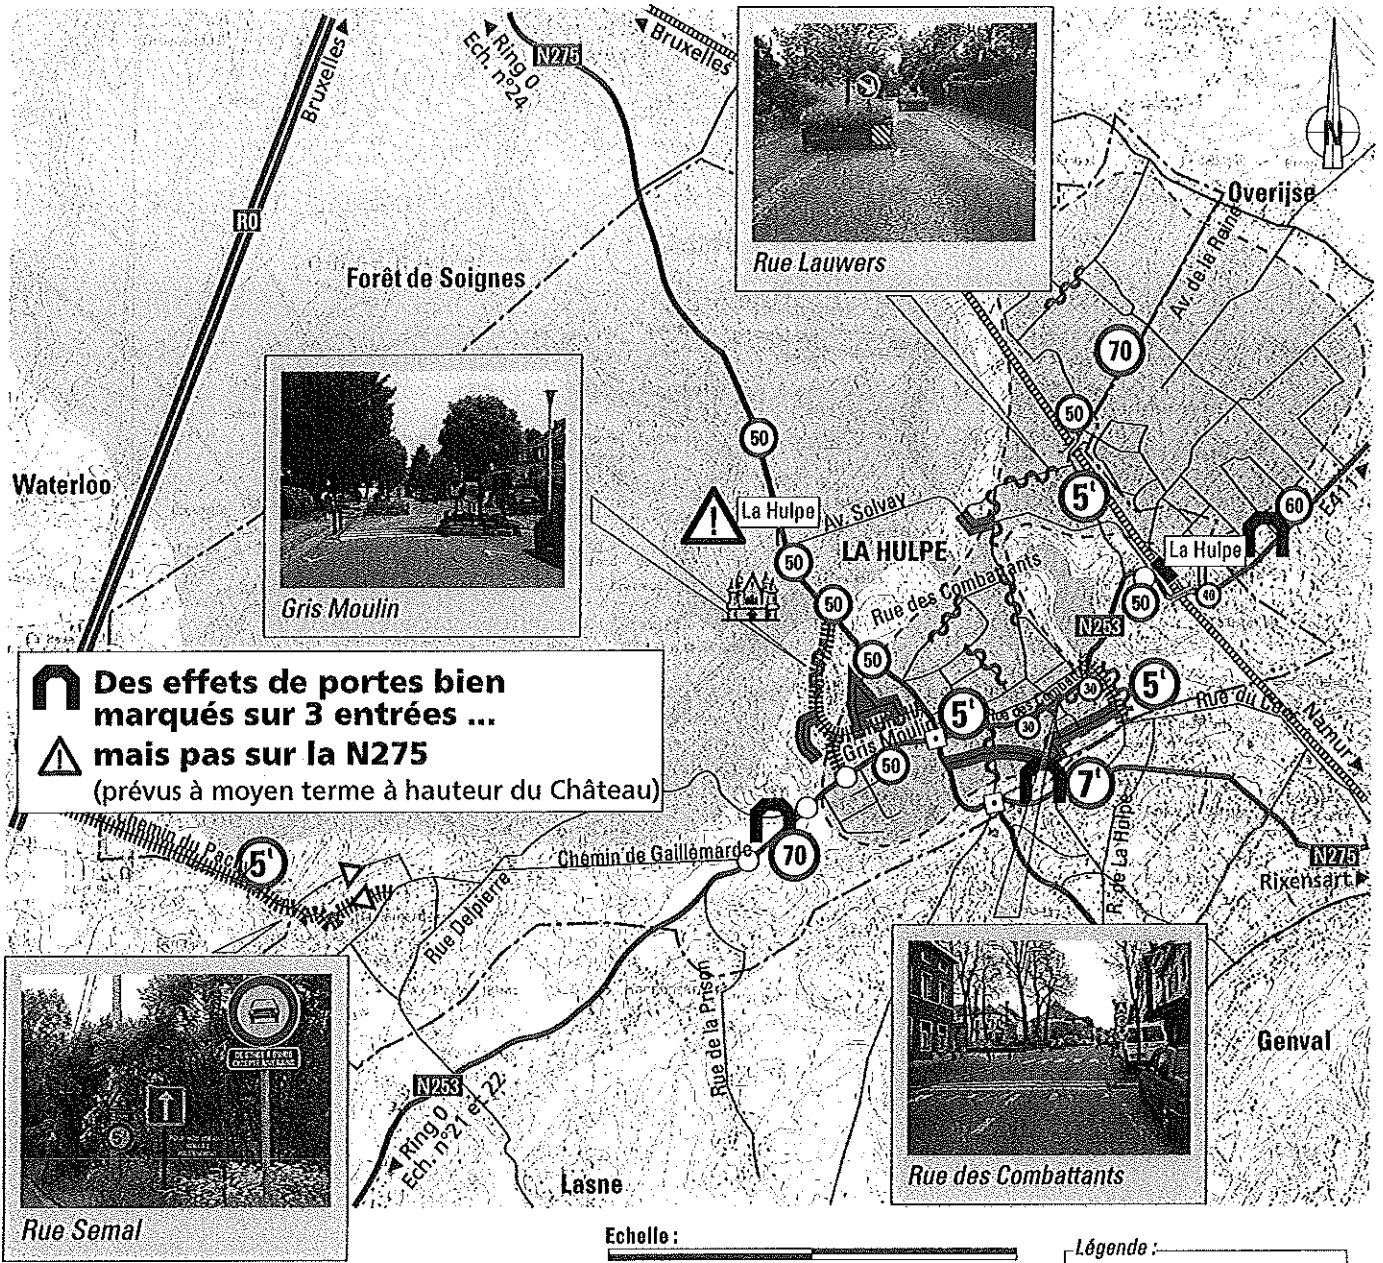 Bruxelles
Ring 0
Ech. n°24
N275
Bruxelles
N
R0
Forêt de Soignes
Rue Lauwers
Overijse
Av. de la Reine
70
50
50
Waterloo
Gris Moulin
La Hulpe
Av. Solvay
5t
60
E411
LA HULPE
La Hulpe
50
Rue des Combattants
40
50
50
N253
50
Des effets de portes bien
marqués sur 3 entrées ...
mais pas sur la N275
(prévus à moyen terme à hauteur du Château)
30
5t
5t
Rue du
Namur
30
Gris Moulin
50
7t
R. de La Hulpe
5t
Chemin de Gaillemarde
70
N275
Rixensart
Rue Delpierre
Rue de la Prison
Genval
N253
Ring 0
Ech. n°21 et 22
Lasne
Rue Semal
Rue des Combattants
Echelle :
Légende :